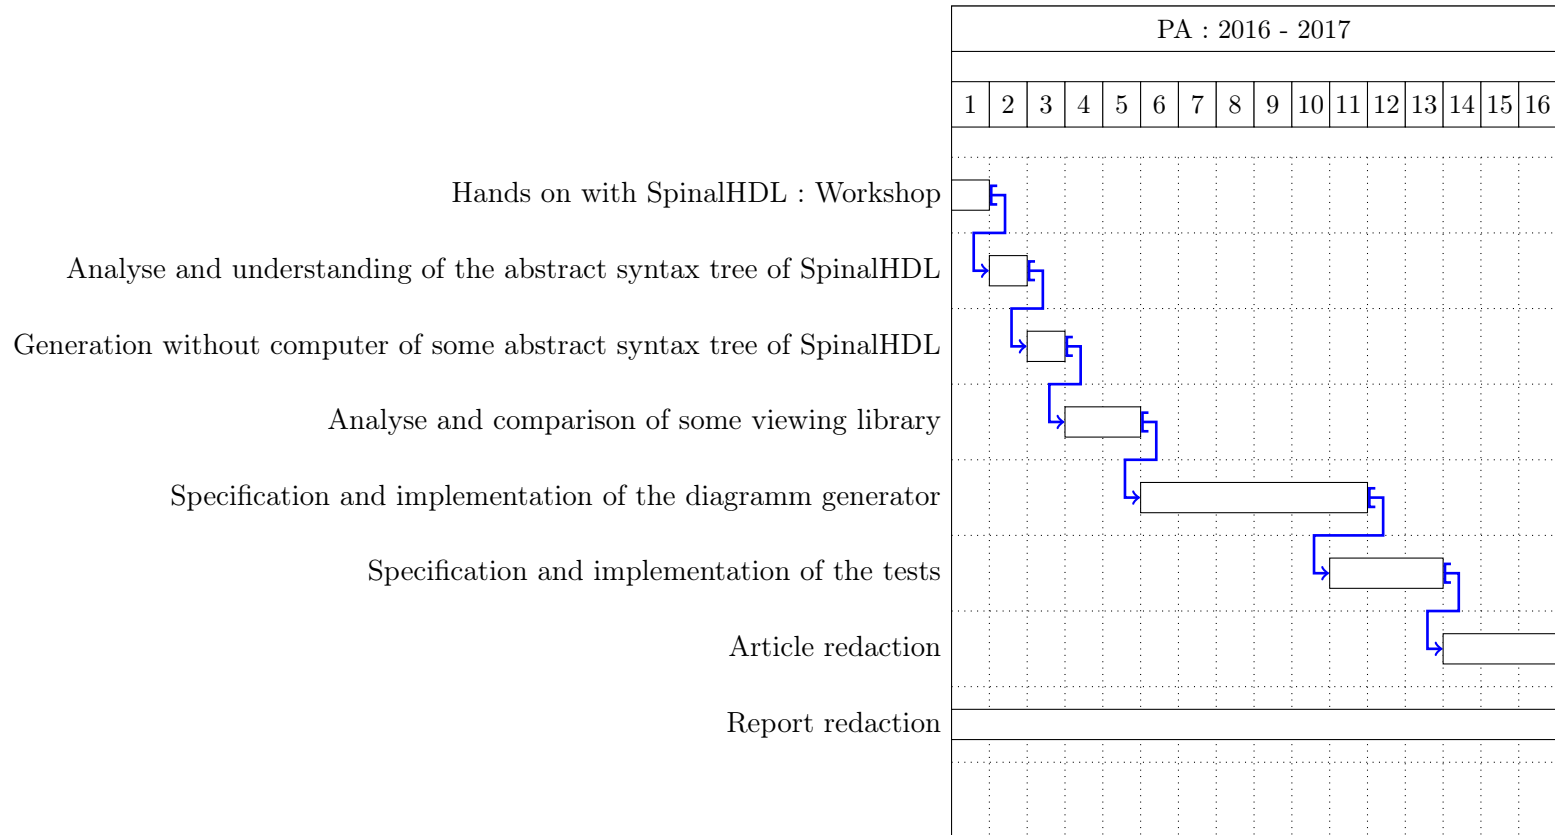 PA : 2016 - 2017
1 2 3 4 5 6 7 8 9 10 11 12 13 14 15 16
Hands on with SpinalHDL : Workshop
Analyse and understanding of the abstract syntax tree of SpinalHDL
Generation without computer of some abstract syntax tree of SpinalHDL
Analyse and comparison of some viewing library
Specification and implementation of the diagramm generator
Specification and implementation of the tests
Article redaction
Report redaction